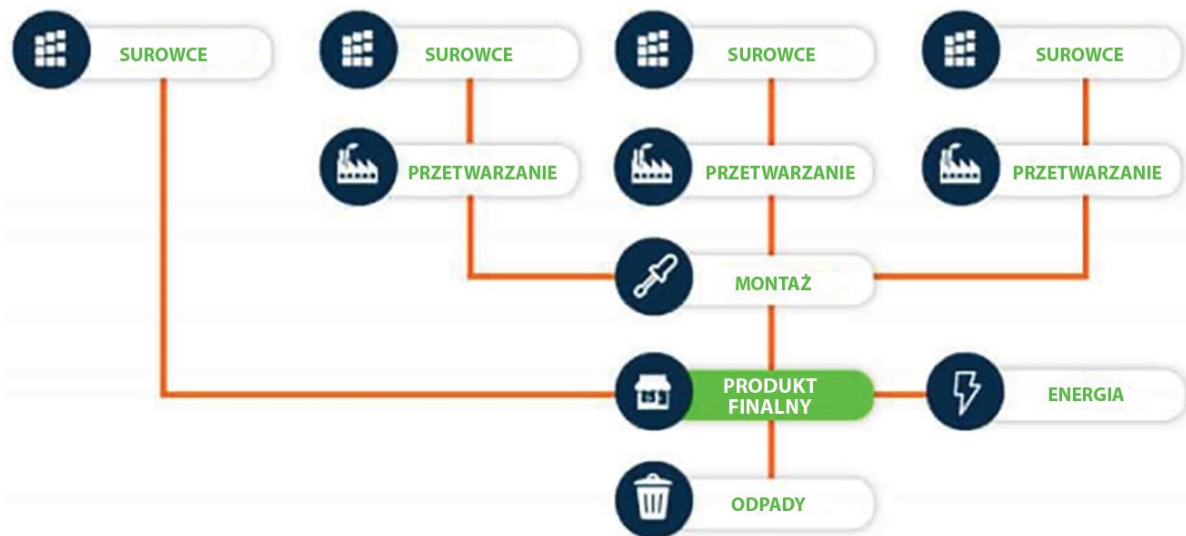 SUROWCE
SUROWCE
SUROWCE
SUROWCE
PRZETWARZANIE
PRZETWARZANIE
PRZETWARZANIE
MONTAŻ
PRODUKT
FINALNY
ENERGIA
ODPADY